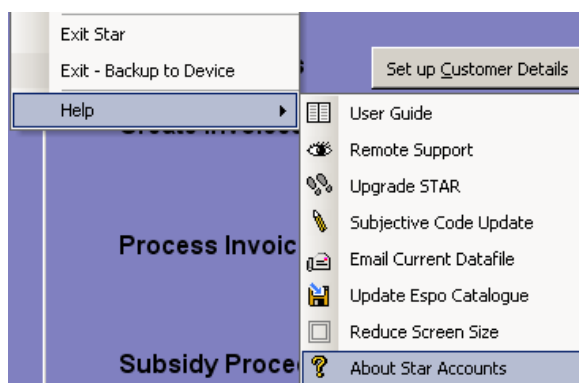 Exit Star
Exit - Backup to Device
Set up Customer Details
Help
User Guide
Remote Support
Upgrade STAR
Subjective Code Update
Process Invoic
Email Current Datafile
Update Espo Catalogue
Reduce Screen Size
Subsidy Proce
About Star Accounts